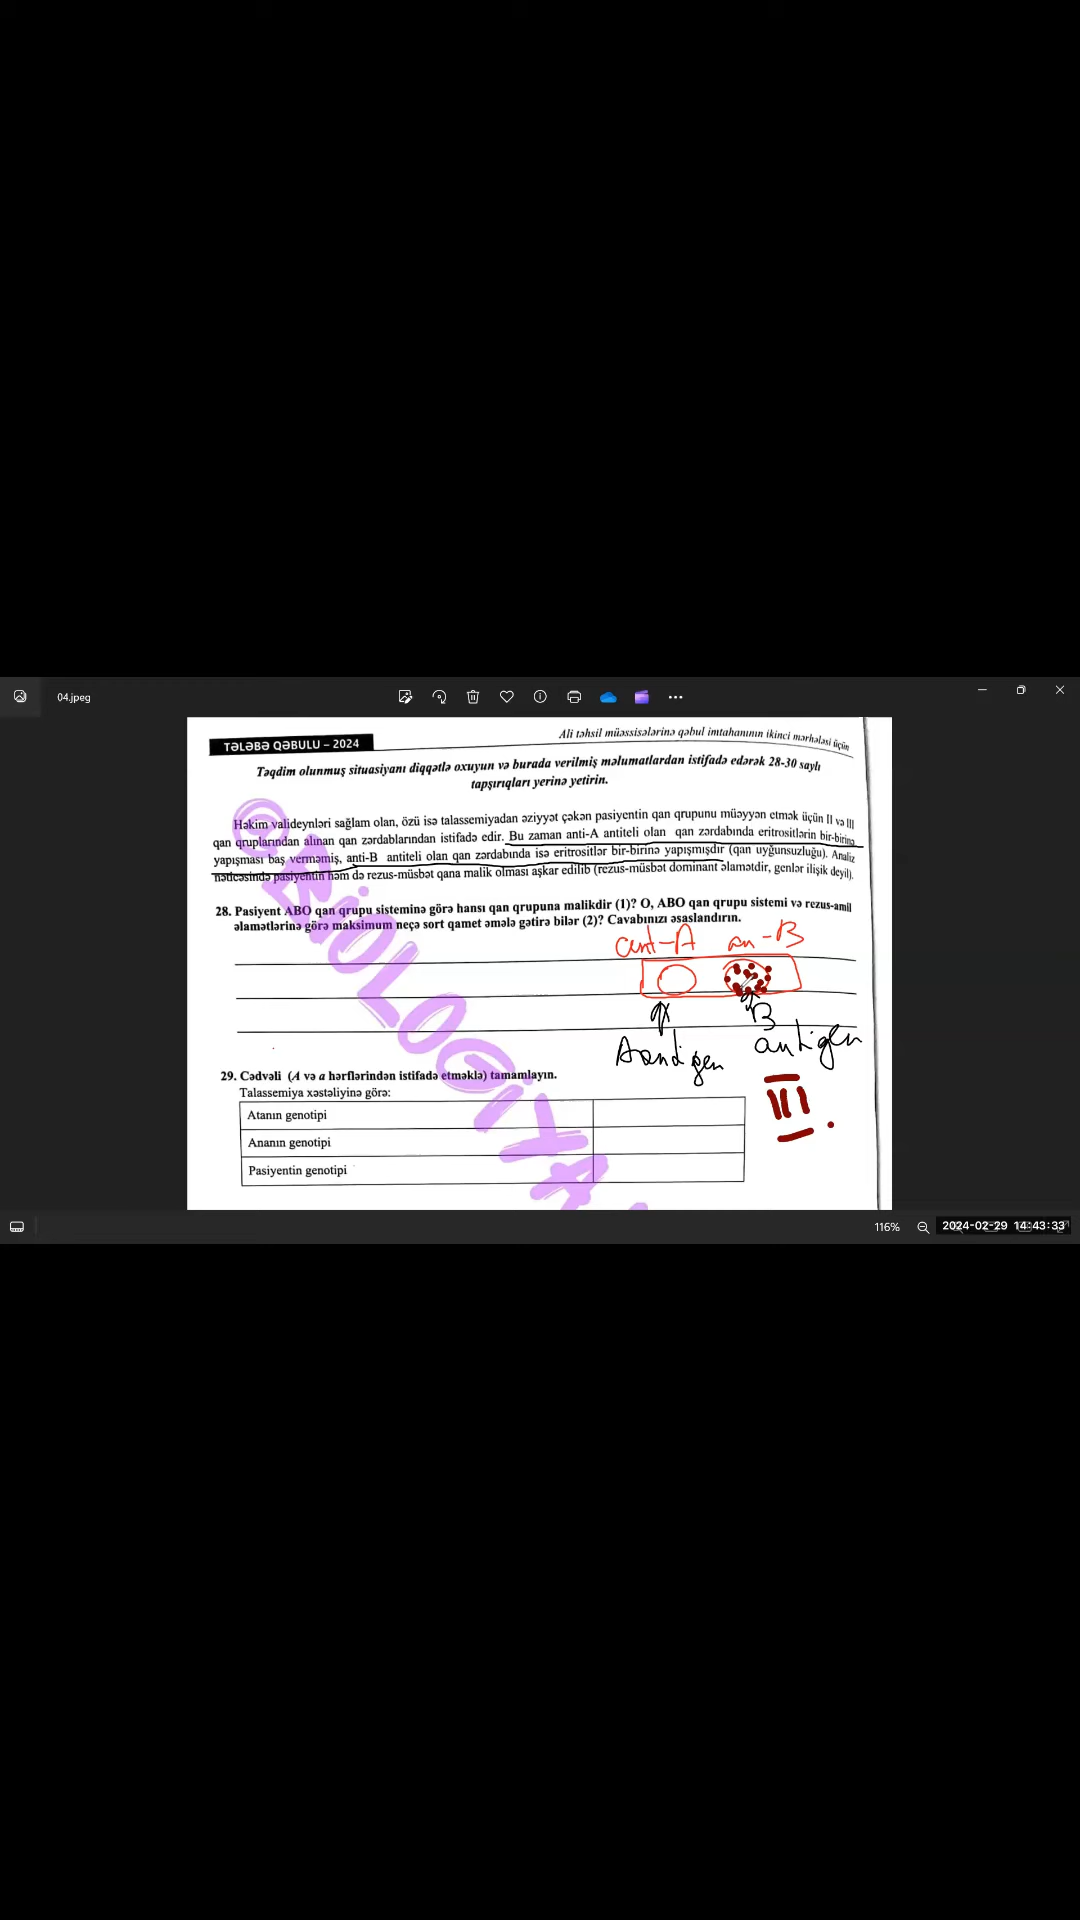 04.jpeg
TƏLƏBƏ QƏBULU – 2024
Ali təhsil müəssisələrinə qəbul imtahanının ikinci mərhələsi üçün
Təqdim olunmuş situasiyanı diqqətlə oxuyun və burada verilmiş məlumatlardan istifadə edərək 28-30 saylı
tapşırıqları yerinə yetirin.
Həkim valideynləri sağlam olan, özü isə talassemiyadan əziyyət çəkən pasiyentin qan qrupunu müəyyən etmək üçün II və III
qan qruplarından alınan qan zərdablarından istifadə edir. Bu zaman anti-A antiteli olan qan zərdabında eritrositlərin bir-birinə
yapışması baş verməmiş, anti-B antiteli olan qan zərdabında isə eritrositlər bir-birinə yapışmışdır (qan uyğunsuzluğu). Analiz
nəticəsində pasiyentin həm də rezus-müsbət qana malik olması aşkar edilib (rezus-müsbət dominant əlamətdir, genlər ilişik deyil).
28. Pasiyent ABO qan qrupu sisteminə görə hansı qan qrupuna malikdir (1)? O, ABO qan qrupu sistemi və rezus-amil
əlamətlərinə görə maksimum neçə sort qamet əmələ gətirə bilər (2)? Cavabınızı əsaslandırın.
ant-A an-B
B
A antigen antigen
III.
29. Cədvəli (A və a hərflərindən istifadə etməklə) tamamlayın.
Talassemiya xəstəliyinə görə:
Atanın genotipi
Ananın genotipi
Pasiyentin genotipi
@BiOLOGiYA
116%
2024-02-29 14:43:33